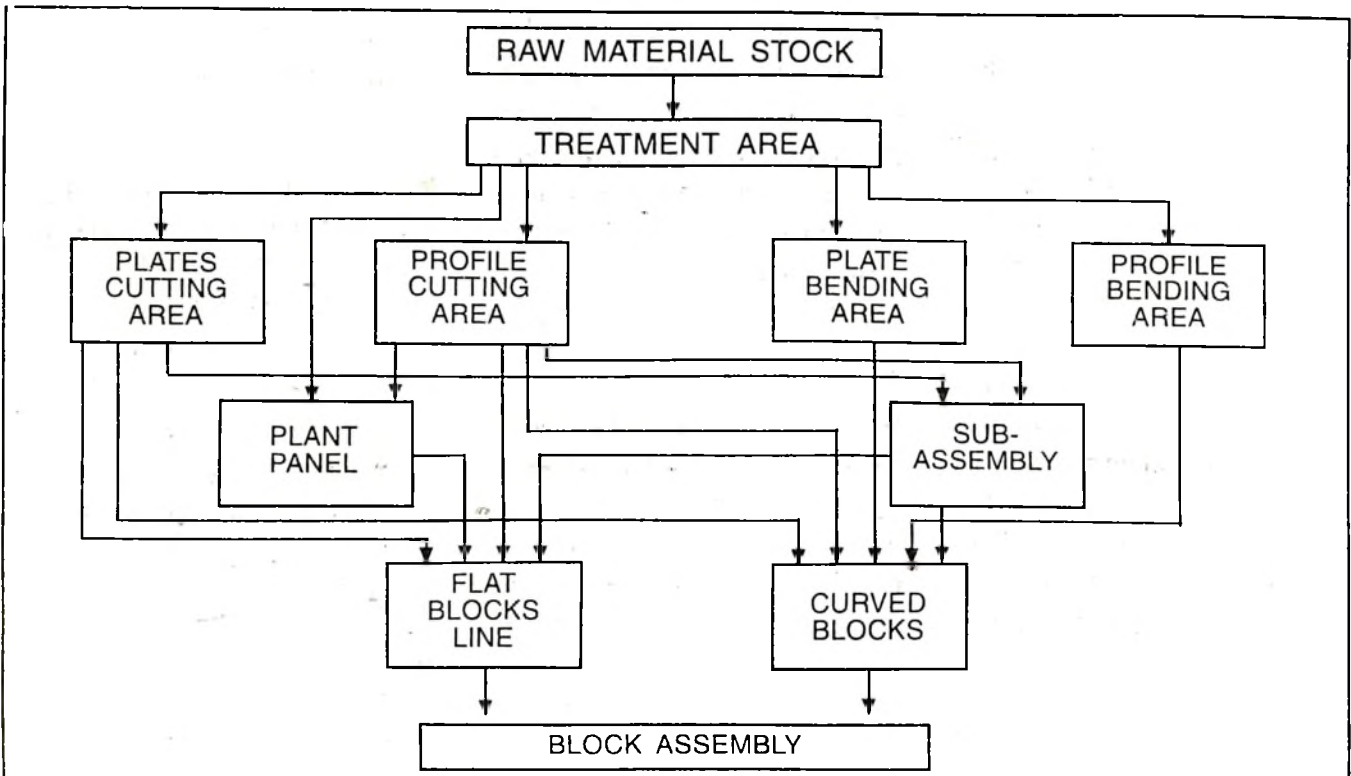 RAW MATERIAL STOCK
TREATMENT AREA
PLATES
CUTTING
AREA
PROFILE
CUTTING
AREA
PLATE
BENDING
AREA
PROFILE
BENDING
AREA
PLANT
PANEL
SUB-
ASSEMBLY
FLAT
BLOCKS
LINE
CURVED
BLOCKS
BLOCK ASSEMBLY